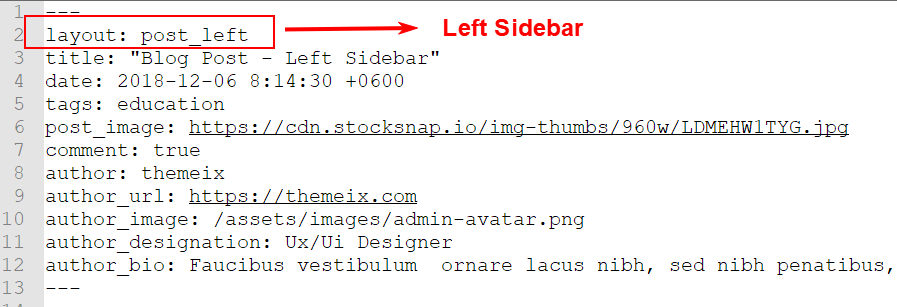 1 ---
2 layout: post_left Left Sidebar
3 title: "Blog Post - Left Sidebar"
4 date: 2018-12-06 8:14:30 +0600
5 tags: education
6 post_image: https://cdn.stocksnap.io/img-thumbs/960w/LDMEHW1TYG.jpg
7 comment: true
8 author: themeix
9 author_url: https://themeix.com
10 author_image: /assets/images/admin-avatar.png
11 author_designation: Ux/Ui Designer
12 author_bio: Faucibus vestibulum  ornare lacus nibh, sed nibh penatibus,
13 ---